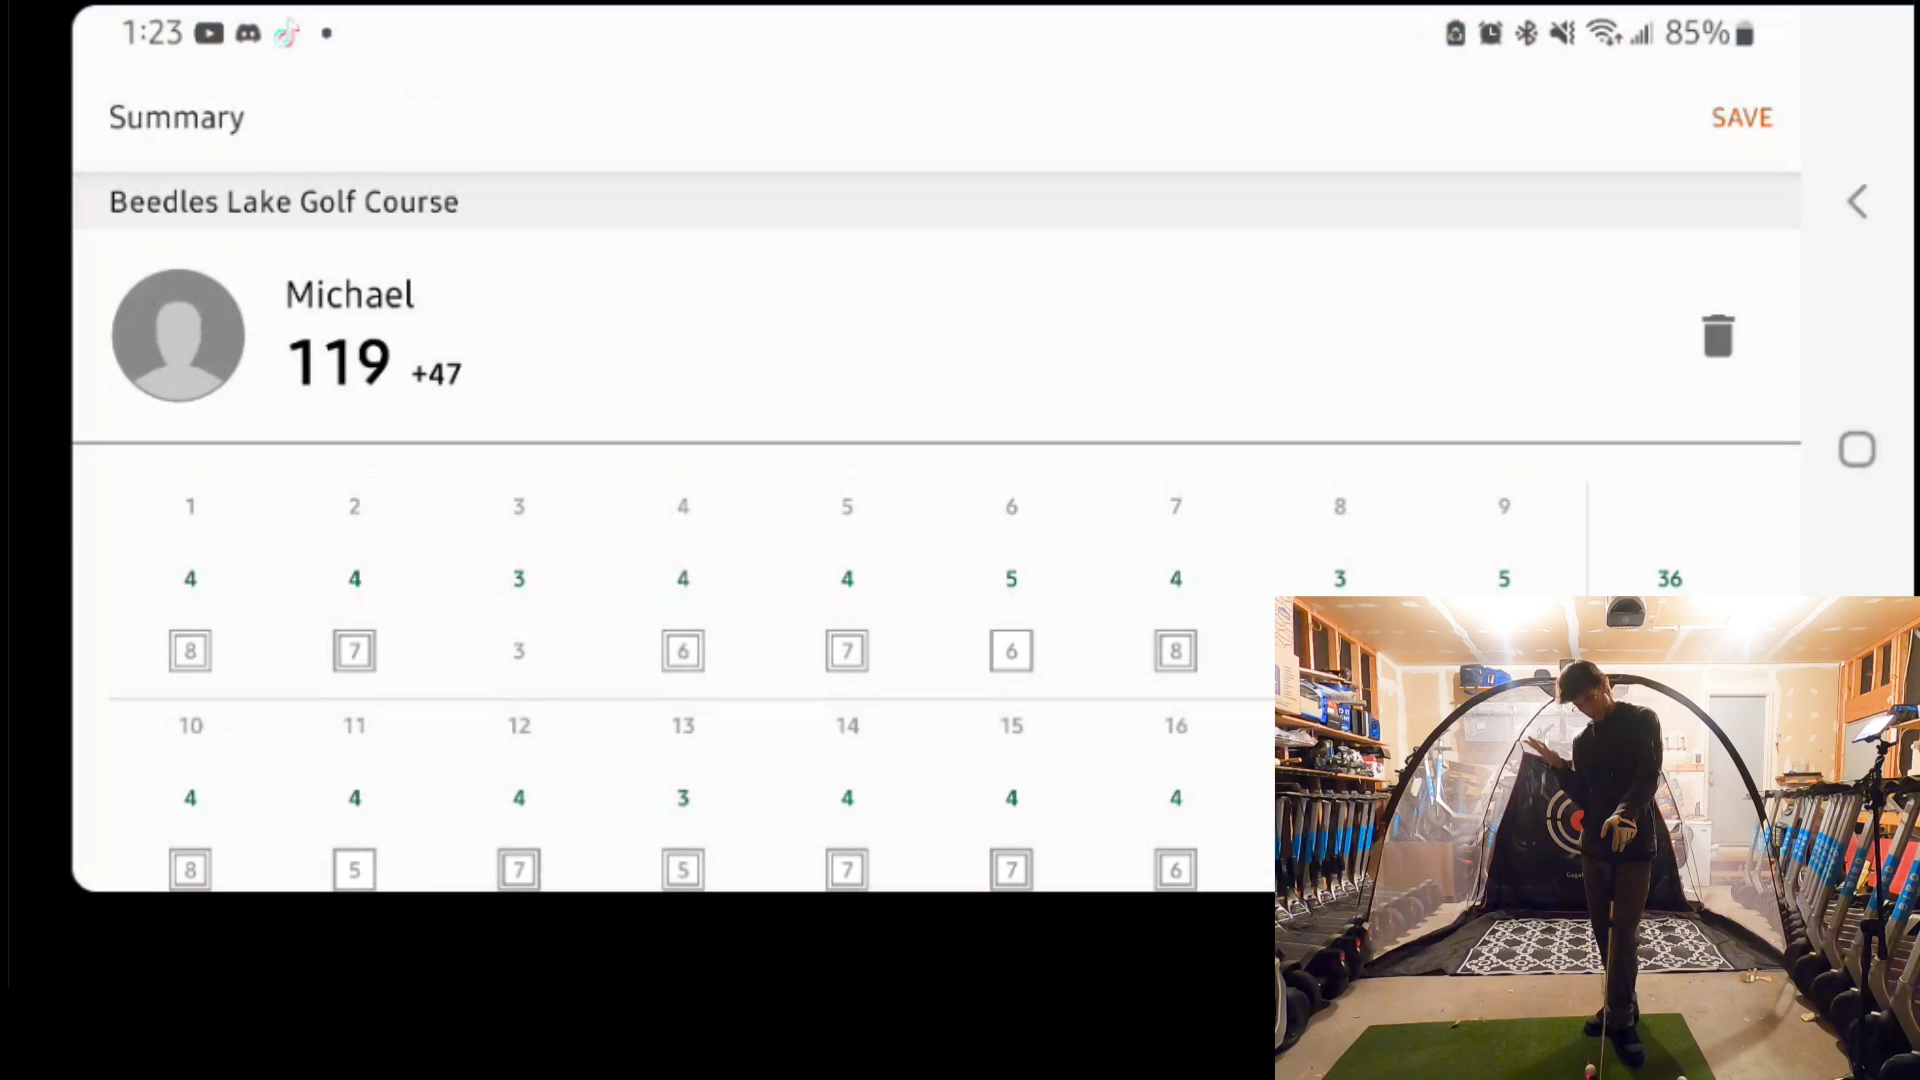 1:23 85%
Summary SAVE
Beedles Lake Golf Course
Michael
119 +47
1 2 3 4 5 6 7 8 9
4 4 3 4 4 5 4 3 5 36
8 7 3 6 7 6 8
10 11 12 13 14 15 16
4 4 4 3 4 4 4
8 5 7 5 7 7 6